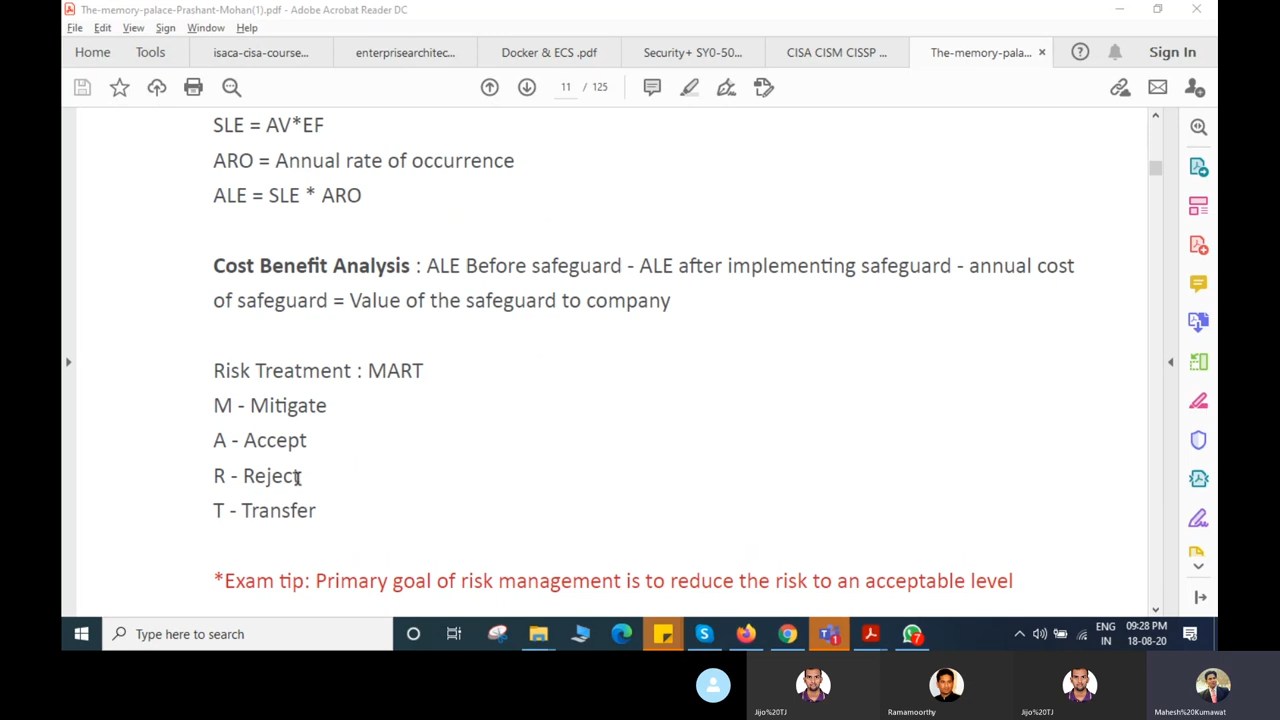 The-memory-palace-Prashant-Mohan(1).pdf - Adobe Acrobat Reader DC
File Edit View Sign Window Help
Home Tools isaca-cisa-course... enterprisearchitec... Docker & ECS .pdf Security+ SY0-50... CISA CISM CISSP ... The-memory-pala... Sign In
11 / 125
SLE = AV*EF
ARO = Annual rate of occurrence
ALE = SLE * ARO
Cost Benefit Analysis : ALE Before safeguard - ALE after implementing safeguard - annual cost
of safeguard = Value of the safeguard to company
Risk Treatment : MART
M - Mitigate
A - Accept
R - Reject
T - Transfer
*Exam tip: Primary goal of risk management is to reduce the risk to an acceptable level
Type here to search
ENG 09:28 PM
IN 18-08-20
Jijo%20TJ Ramamoorthy Jijo%20TJ Mahesh%20Kumawat